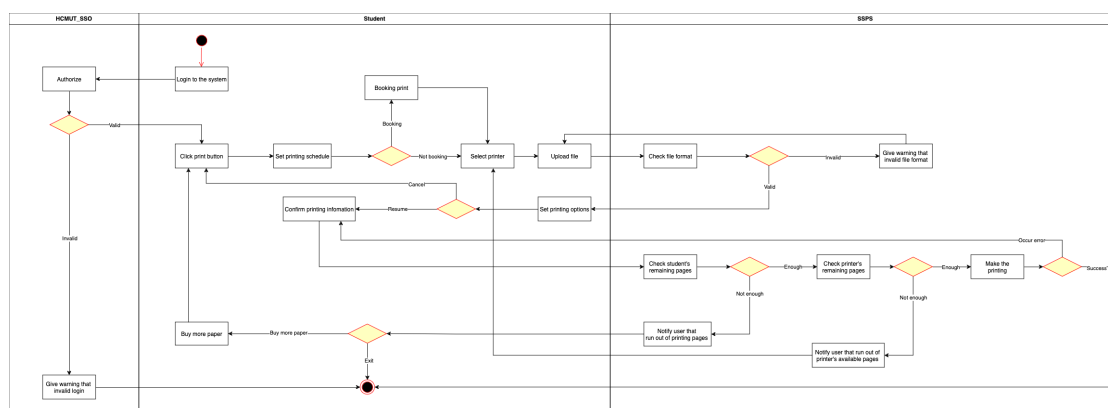 HCMUT_SSO
Student
SSPS
Authorize
Login to the system
Booking print
Valid
Booking
Click print button
Set printing schedule
Not booking
Select printer
Upload file
Check file format
Invalid
Give warning that
invalid file format
Cancel
Valid
Confirm printing infomation
Resume
Set printing options
Invalid
Occur error
Check student's
remaining pages
Enough
Check printer's
remaining pages
Enough
Make the
printing
Success
Not enough
Not enough
Buy more paper
Buy more paper
Notify user that
run out of printing pages
Notify user that run out of
printer's available pages
Exit
Give warning that
invalid login